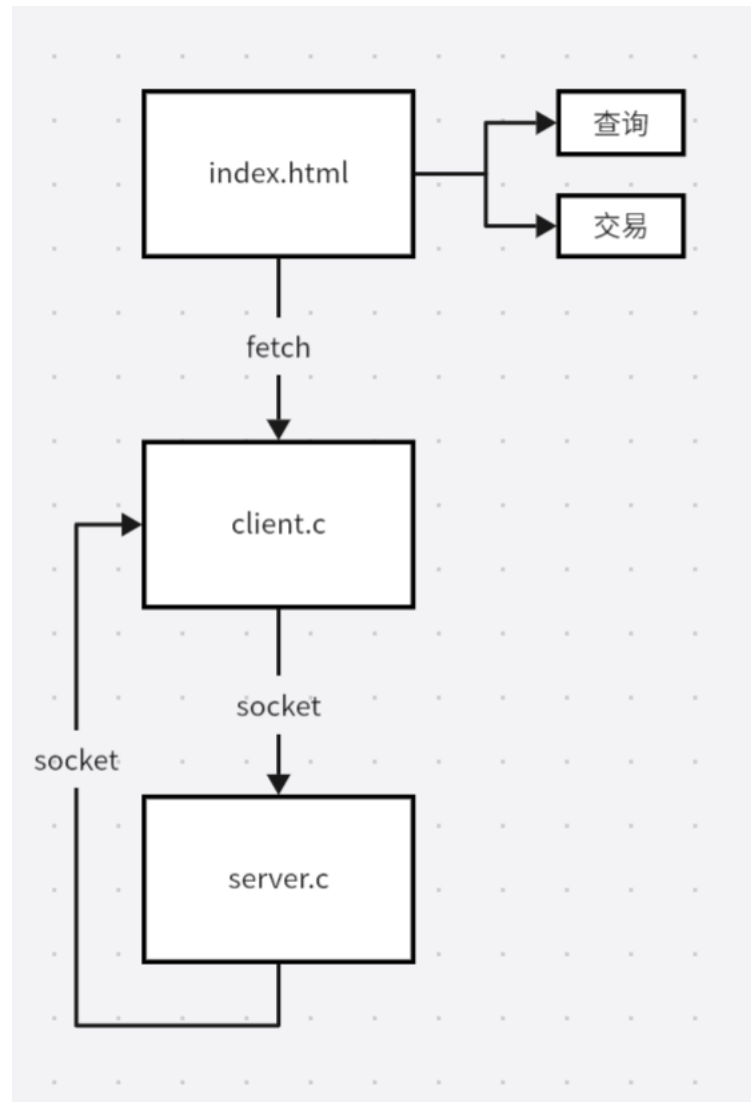 index.html
查询
交易
fetch
client.c
socket
socket
server.c